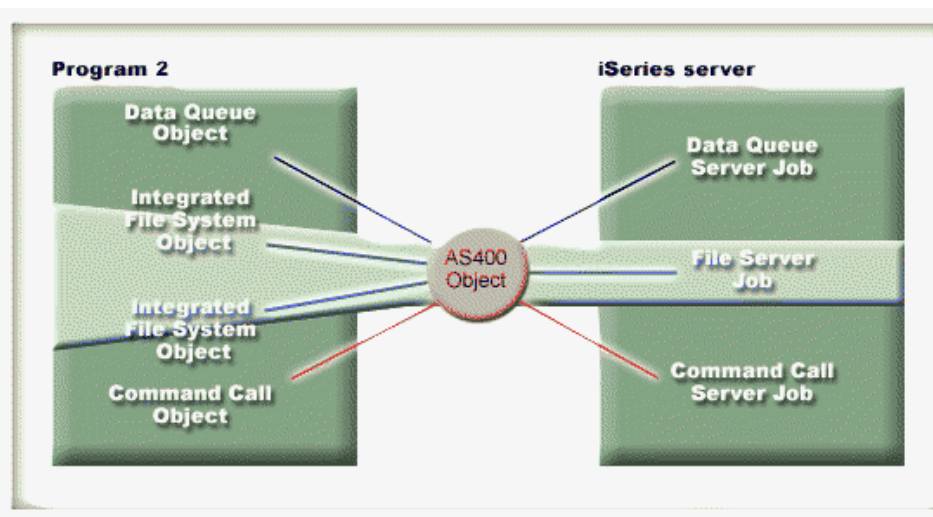 Program 2
iSeries server
Data Queue
Object
Integrated
File System
Object
Integrated
File System
Object
Command Call
Object
AS400
Object
Data Queue
Server Job
File Server
Job
Command Call
Server Job